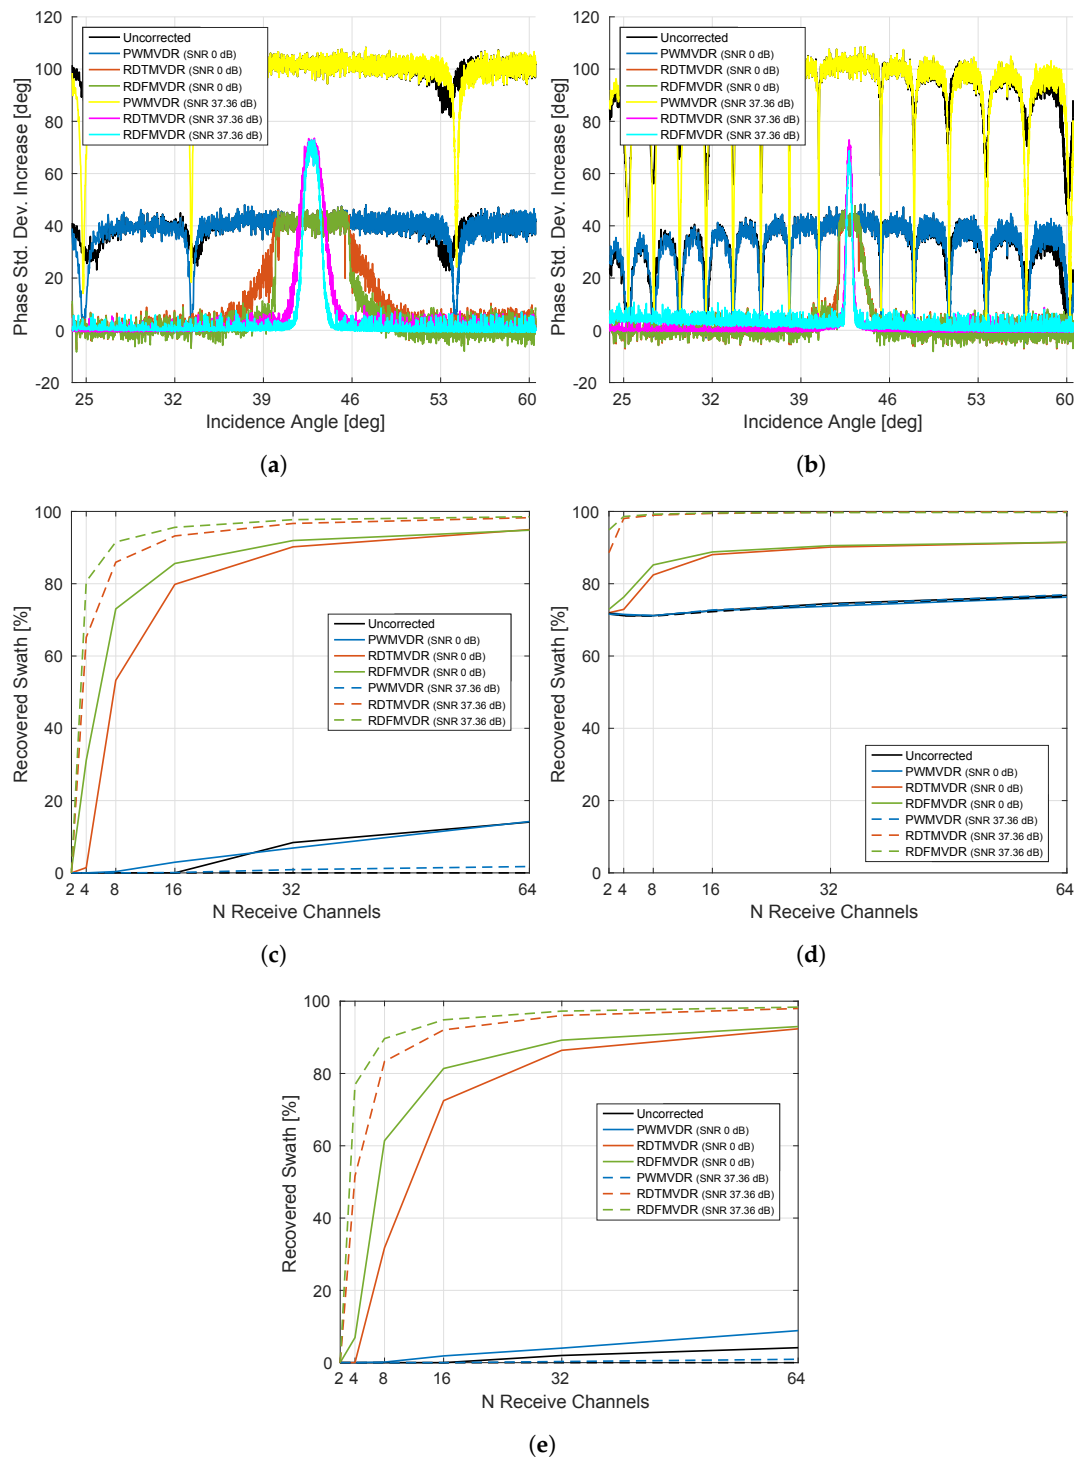 120
100
80
60
40
20
0
-20
Phase Std. Dev. Increase [deg]
Uncorrected
PWMVDR (SNR 0 dB)
RDTMVDR (SNR 0 dB)
RDFMVDR (SNR 0 dB)
PWMVDR (SNR 37.36 dB)
RDTMVDR (SNR 37.36 dB)
RDFMVDR (SNR 37.36 dB)
25 32 39 46 53 60
Incidence Angle [deg]
(a)
120
100
80
60
40
20
0
-20
Phase Std. Dev. Increase [deg]
Uncorrected
PWMVDR (SNR 0 dB)
RDTMVDR (SNR 0 dB)
RDFMVDR (SNR 0 dB)
PWMVDR (SNR 37.36 dB)
RDTMVDR (SNR 37.36 dB)
RDFMVDR (SNR 37.36 dB)
25 32 39 46 53 60
Incidence Angle [deg]
(b)
100
80
60
40
20
0
Recovered Swath [%]
Uncorrected
PWMVDR (SNR 0 dB)
RDTMVDR (SNR 0 dB)
RDFMVDR (SNR 0 dB)
PWMVDR (SNR 37.36 dB)
RDTMVDR (SNR 37.36 dB)
RDFMVDR (SNR 37.36 dB)
2 4 8 16 32 64
N Receive Channels
(c)
100
80
60
40
20
0
Recovered Swath [%]
Uncorrected
PWMVDR (SNR 0 dB)
RDTMVDR (SNR 0 dB)
RDFMVDR (SNR 0 dB)
PWMVDR (SNR 37.36 dB)
RDTMVDR (SNR 37.36 dB)
RDFMVDR (SNR 37.36 dB)
2 4 8 16 32 64
N Receive Channels
(d)
100
80
60
40
20
0
Recovered Swath [%]
Uncorrected
PWMVDR (SNR 0 dB)
RDTMVDR (SNR 0 dB)
RDFMVDR (SNR 0 dB)
PWMVDR (SNR 37.36 dB)
RDTMVDR (SNR 37.36 dB)
RDFMVDR (SNR 37.36 dB)
2 4 8 16 32 64
N Receive Channels
(e)